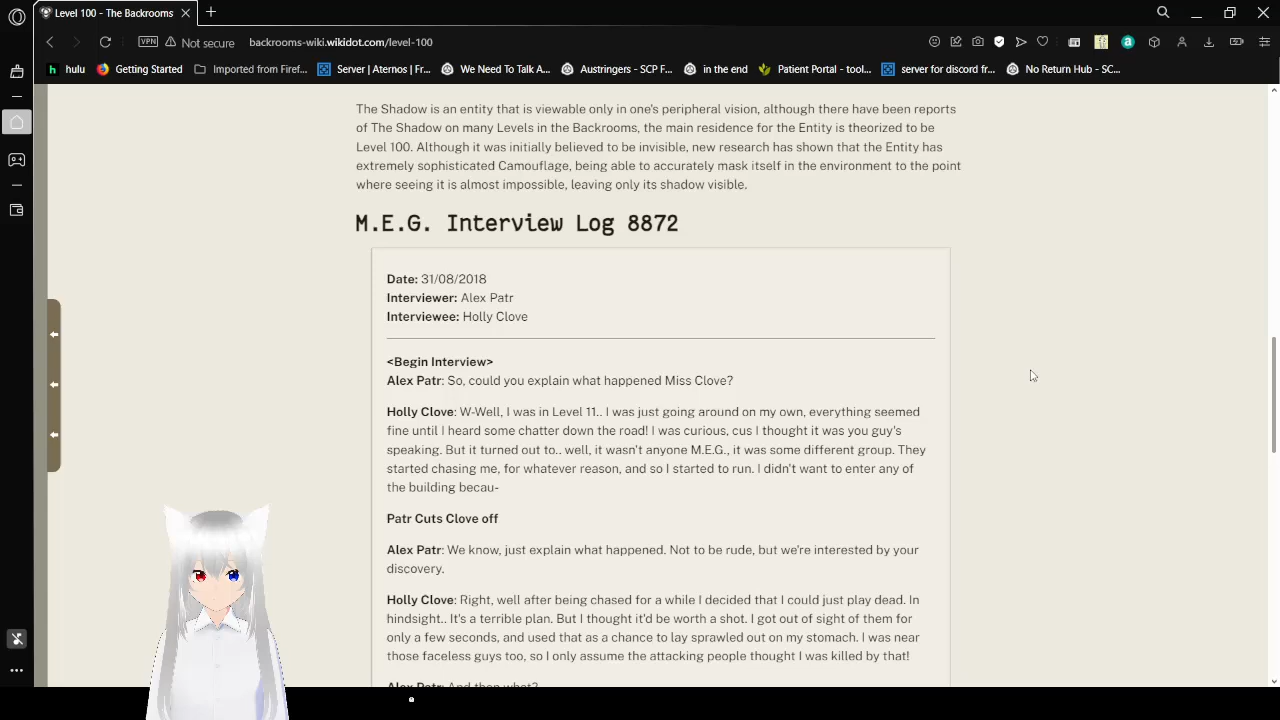 Level 100 - The Backrooms
VPN
Not secure
backrooms-wiki.wikidot.com/level-100
hulu
Getting Started
Imported from Firef...
Server | Aternos | Fr...
We Need To Talk A...
Austringers - SCP F...
in the end
Patient Portal - tool...
server for discord fr...
No Return Hub - SC...
The Shadow is an entity that is viewable only in one's peripheral vision, although there have been reports
of The Shadow on many Levels in the Backrooms, the main residence for the Entity is theorized to be
Level 100. Although it was initially believed to be invisible, new research has shown that the Entity has
extremely sophisticated Camouflage, being able to accurately mask itself in the environment to the point
where seeing it is almost impossible, leaving only its shadow visible.
M.E.G. Interview Log 8872
Date: 31/08/2018
Interviewer: Alex Patr
Interviewee: Holly Clove
<Begin Interview>
Alex Patr: So, could you explain what happened Miss Clove?
Holly Clove: W-Well, I was in Level 11.. I was just going around on my own, everything seemed
fine until I heard some chatter down the road! I was curious, cus I thought it was you guy's
speaking. But it turned out to.. well, it wasn't anyone M.E.G., it was some different group. They
started chasing me, for whatever reason, and so I started to run. I didn't want to enter any of
the building becau-
Patr Cuts Clove off
Alex Patr: We know, just explain what happened. Not to be rude, but we're interested by your
discovery.
Holly Clove: Right, well after being chased for a while I decided that I could just play dead. In
hindsight.. It's a terrible plan. But I thought it'd be worth a shot. I got out of sight of them for
only a few seconds, and used that as a chance to lay sprawled out on my stomach. I was near
those faceless guys too, so I only assume the attacking people thought I was killed by that!
Alex Patr: And then what?